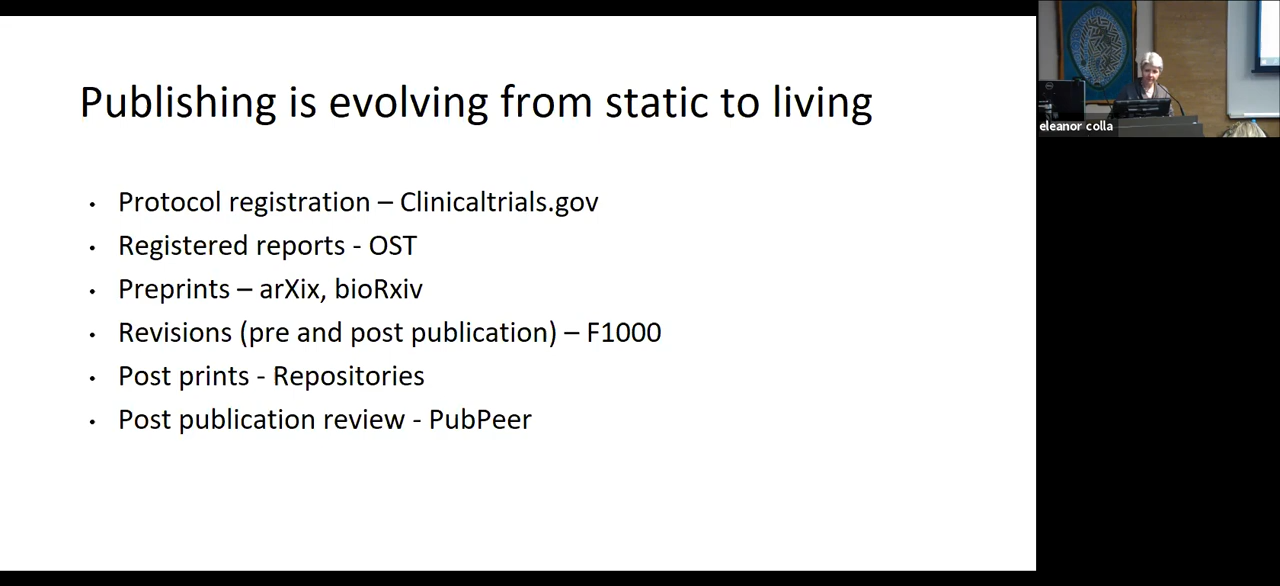 Publishing is evolving from static to living
• Protocol registration – Clinicaltrials.gov
• Registered reports - OST
• Preprints – arXix, bioRxiv
• Revisions (pre and post publication) – F1000
• Post prints - Repositories
• Post publication review - PubPeer
eleanor colla